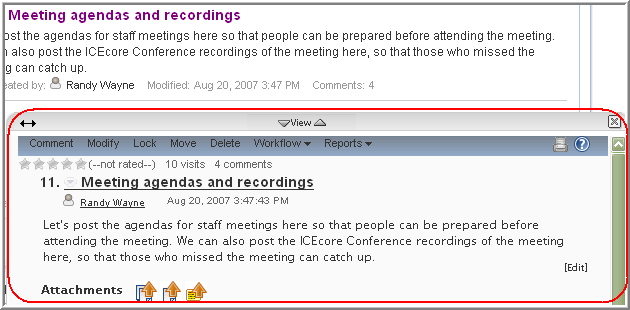 Meeting agendas and recordings
post the agendas for staff meetings here so that people can be prepared before attending the meeting.
n also post the ICEcore Conference recordings of the meeting here, so that those who missed the
ng can catch up.
eated by: Randy Wayne Modified: Aug 20, 2007 3:47 PM Comments: 4
View
Comment Modify Lock Move Delete Workflow Reports ?
(--not rated--) 10 visits 4 comments
11. Meeting agendas and recordings
Randy Wayne Aug 20, 2007 3:47:43 PM
Let's post the agendas for staff meetings here so that people can be prepared before
attending the meeting. We can also post the ICEcore Conference recordings of the meeting
here, so that those who missed the meeting can catch up.
[Edit]
Attachments